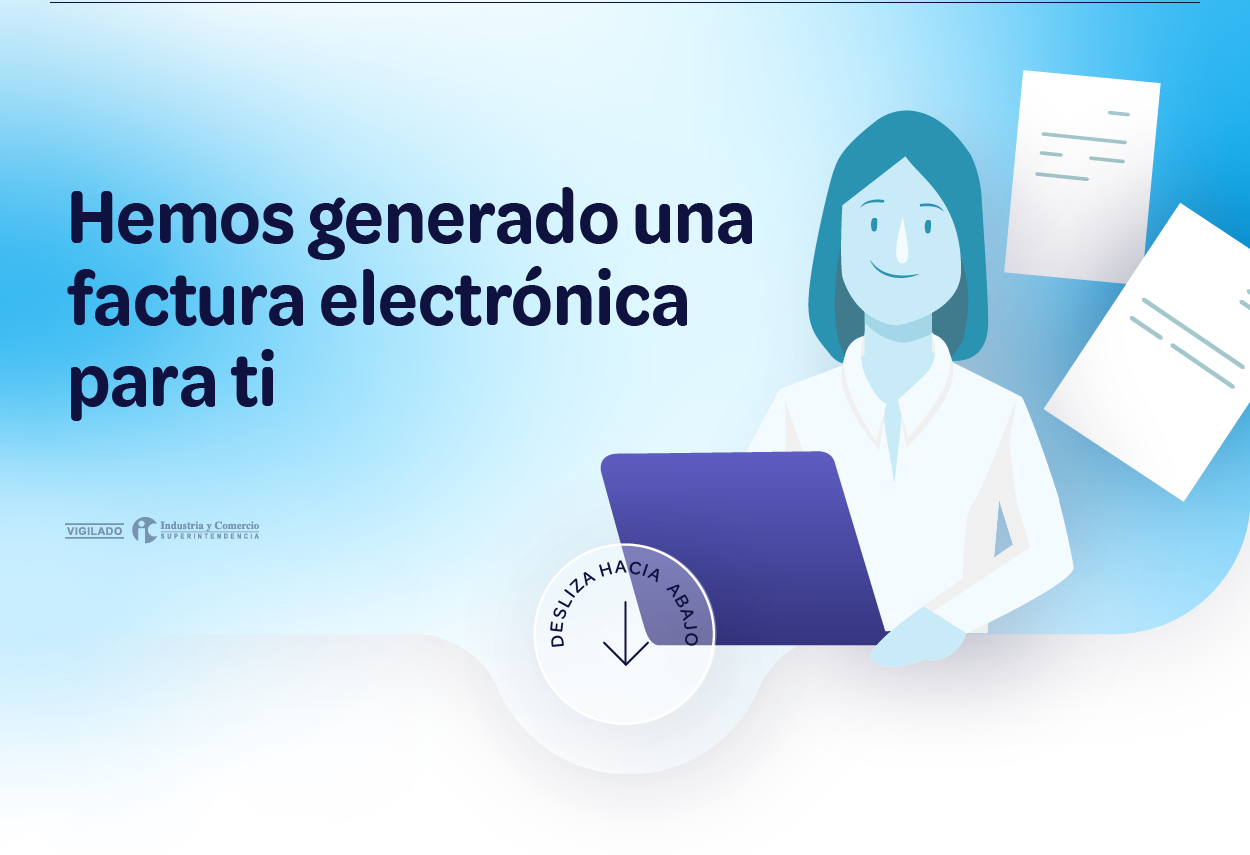 Hemos generado una
factura electrónica
para ti
VIGILADO
Industria y Comercio
SUPERINTENDENCIA
DESLIZA HACIA ABAJO